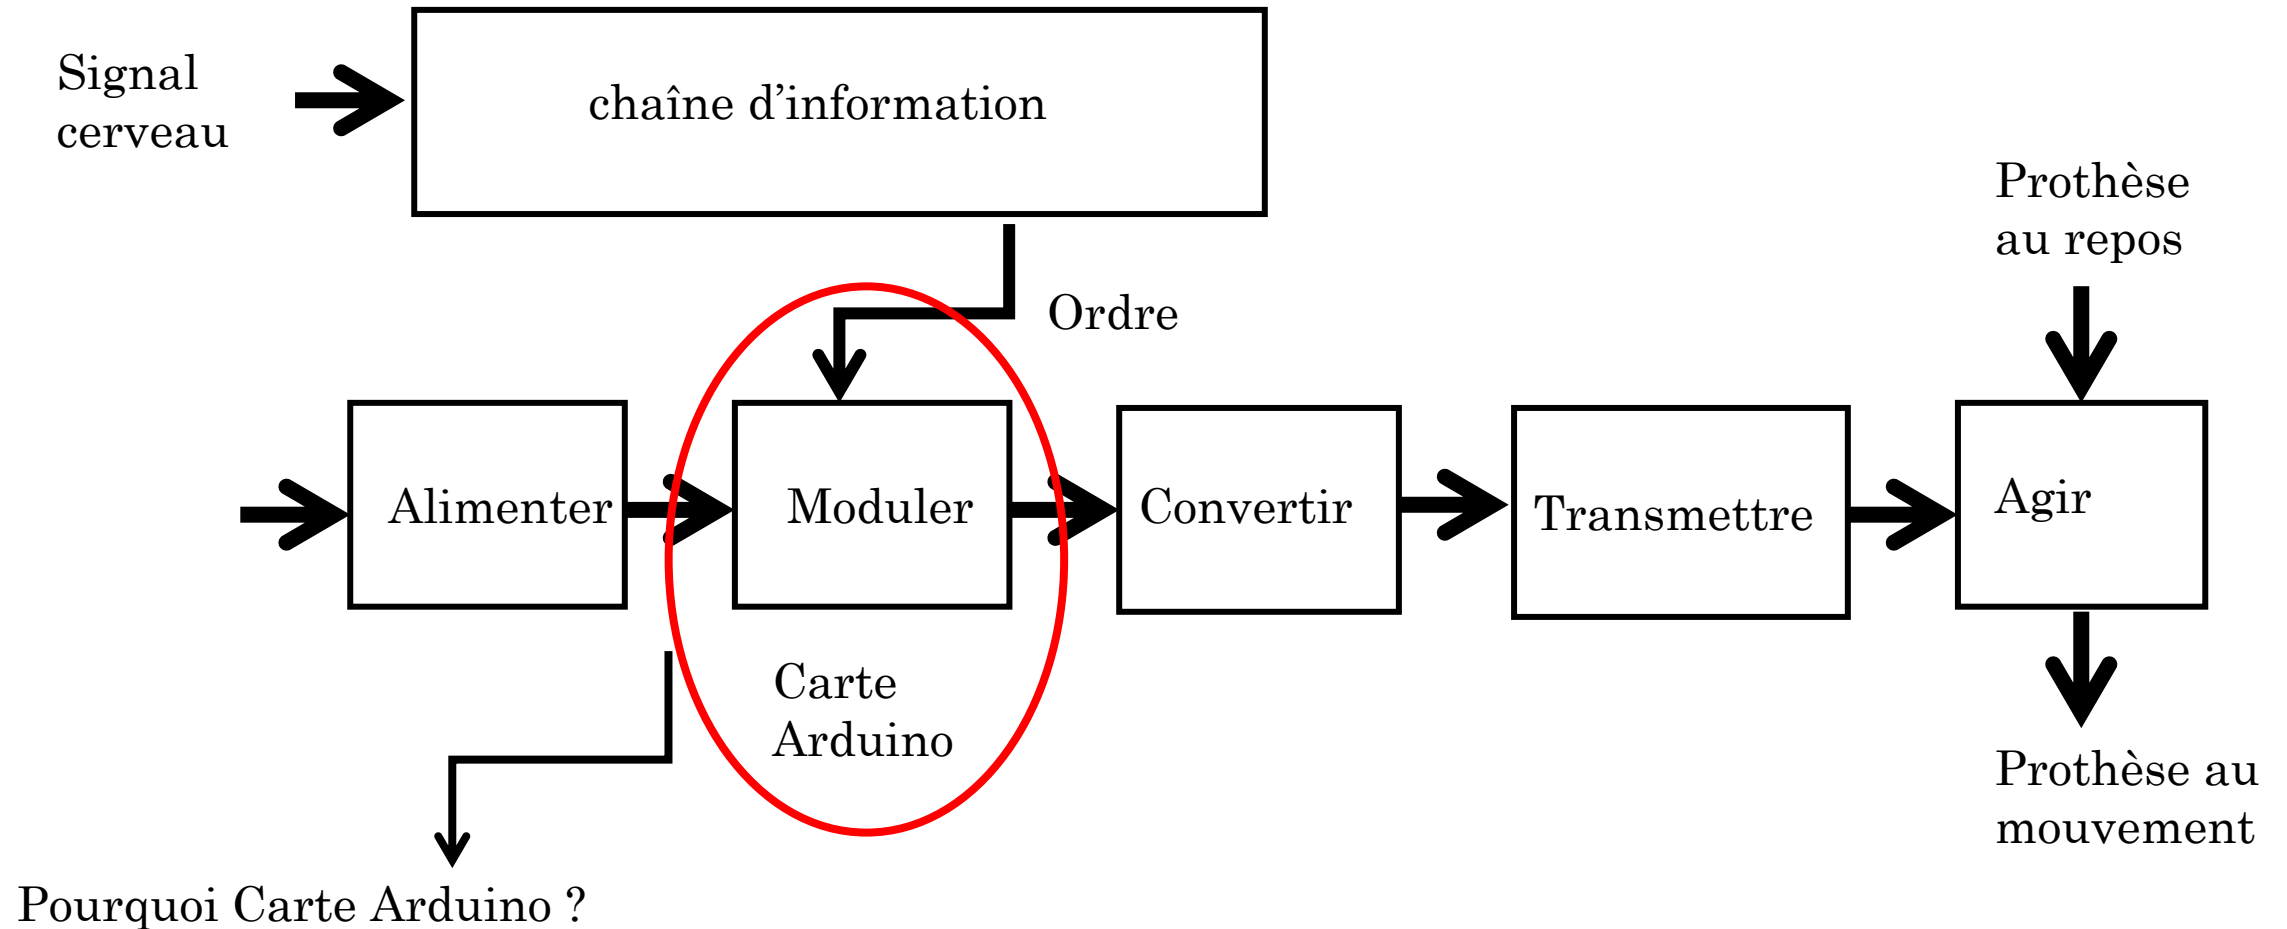 Signal
cerveau
chaîne d’information
Prothèse
au repos
Ordre
Alimenter
Moduler
Convertir
Transmettre
Agir
Carte
Arduino
Prothèse au
mouvement
Pourquoi Carte Arduino ?